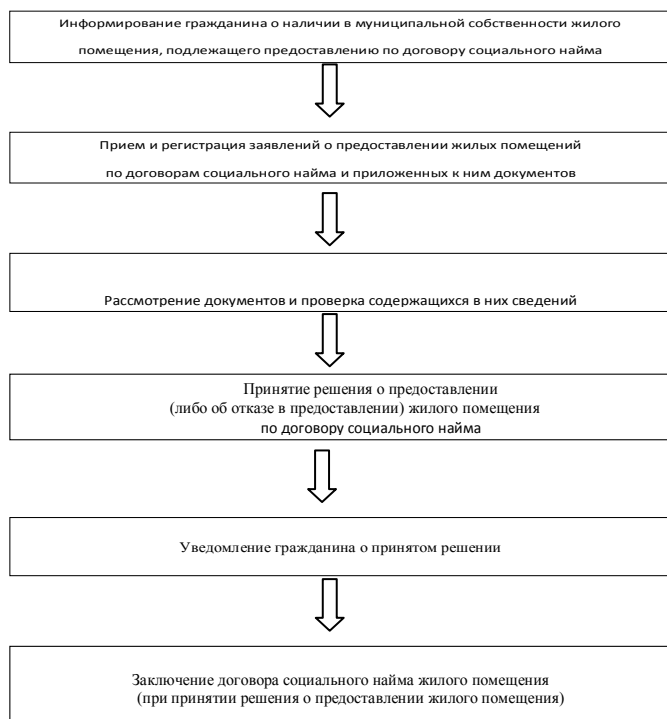 Информирование гражданина о наличии в муниципальной собственности жилого
помещения, подлежащего предоставлению по договору социального найма
Прием и регистрация заявлений о предоставлении жилых помещений
по договорам социального найма и приложенных к ним документов
Рассмотрение документов и проверка содержащихся в них сведений
Принятие решения о предоставлении
(либо об отказе в предоставлении) жилого помещения
по договору социального найма
Уведомление гражданина о принятом решении
Заключение договора социального найма жилого помещения
(при принятии решения о предоставлении жилого помещения)